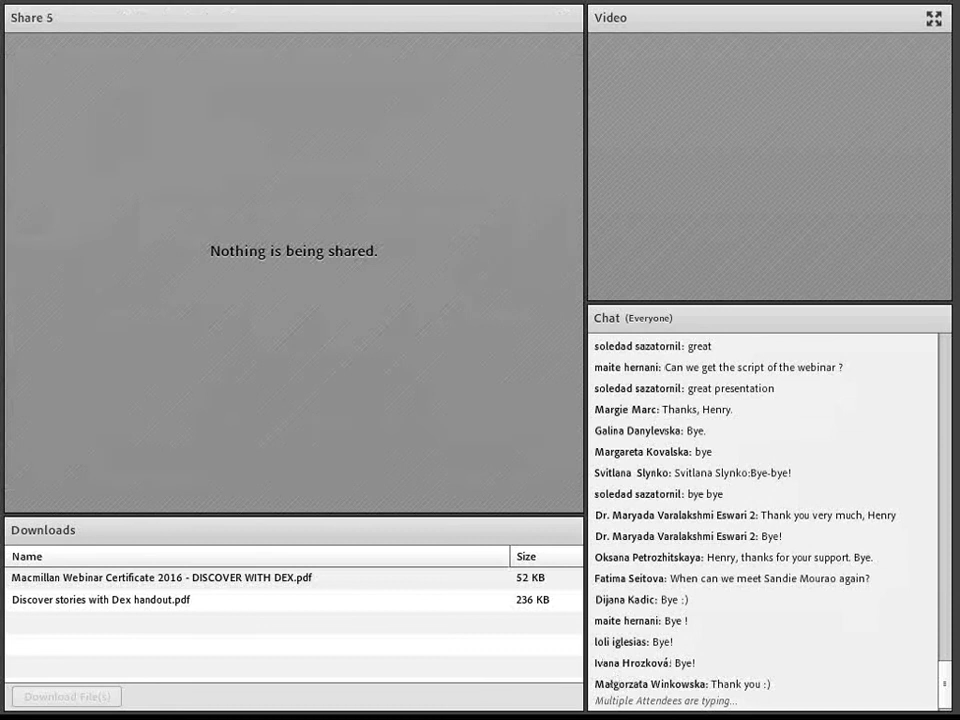 Share 5
Nothing is being shared.
Downloads
Name Size
Macmillan Webinar Certificate 2016 - DISCOVER WITH DEX.pdf 52 KB
Discover stories with Dex handout.pdf 236 KB
Download File(s)
Video
Chat (Everyone)
soledad sazatornil: great
maite hernani: Can we get the script of the webinar ?
soledad sazatornil: great presentation
Margie Marc: Thanks, Henry.
Galina Danylevska: Bye.
Margareta Kovalska: bye
Svitlana Slynko: Svitlana Slynko:Bye-bye!
soledad sazatornil: bye bye
Dr. Maryada Varalakshmi Eswari 2: Thank you very much, Henry
Dr. Maryada Varalakshmi Eswari 2: Bye!
Oksana Petrozhitskaya: Henry, thanks for your support. Bye.
Fatima Seitova: When can we meet Sandie Mourao again?
Dijana Kadic: Bye :)
maite hernani: Bye !
loli iglesias: Bye!
Ivana Hrozková: Bye!
Małgorzata Winkowska: Thank you :)
Multiple Attendees are typing...